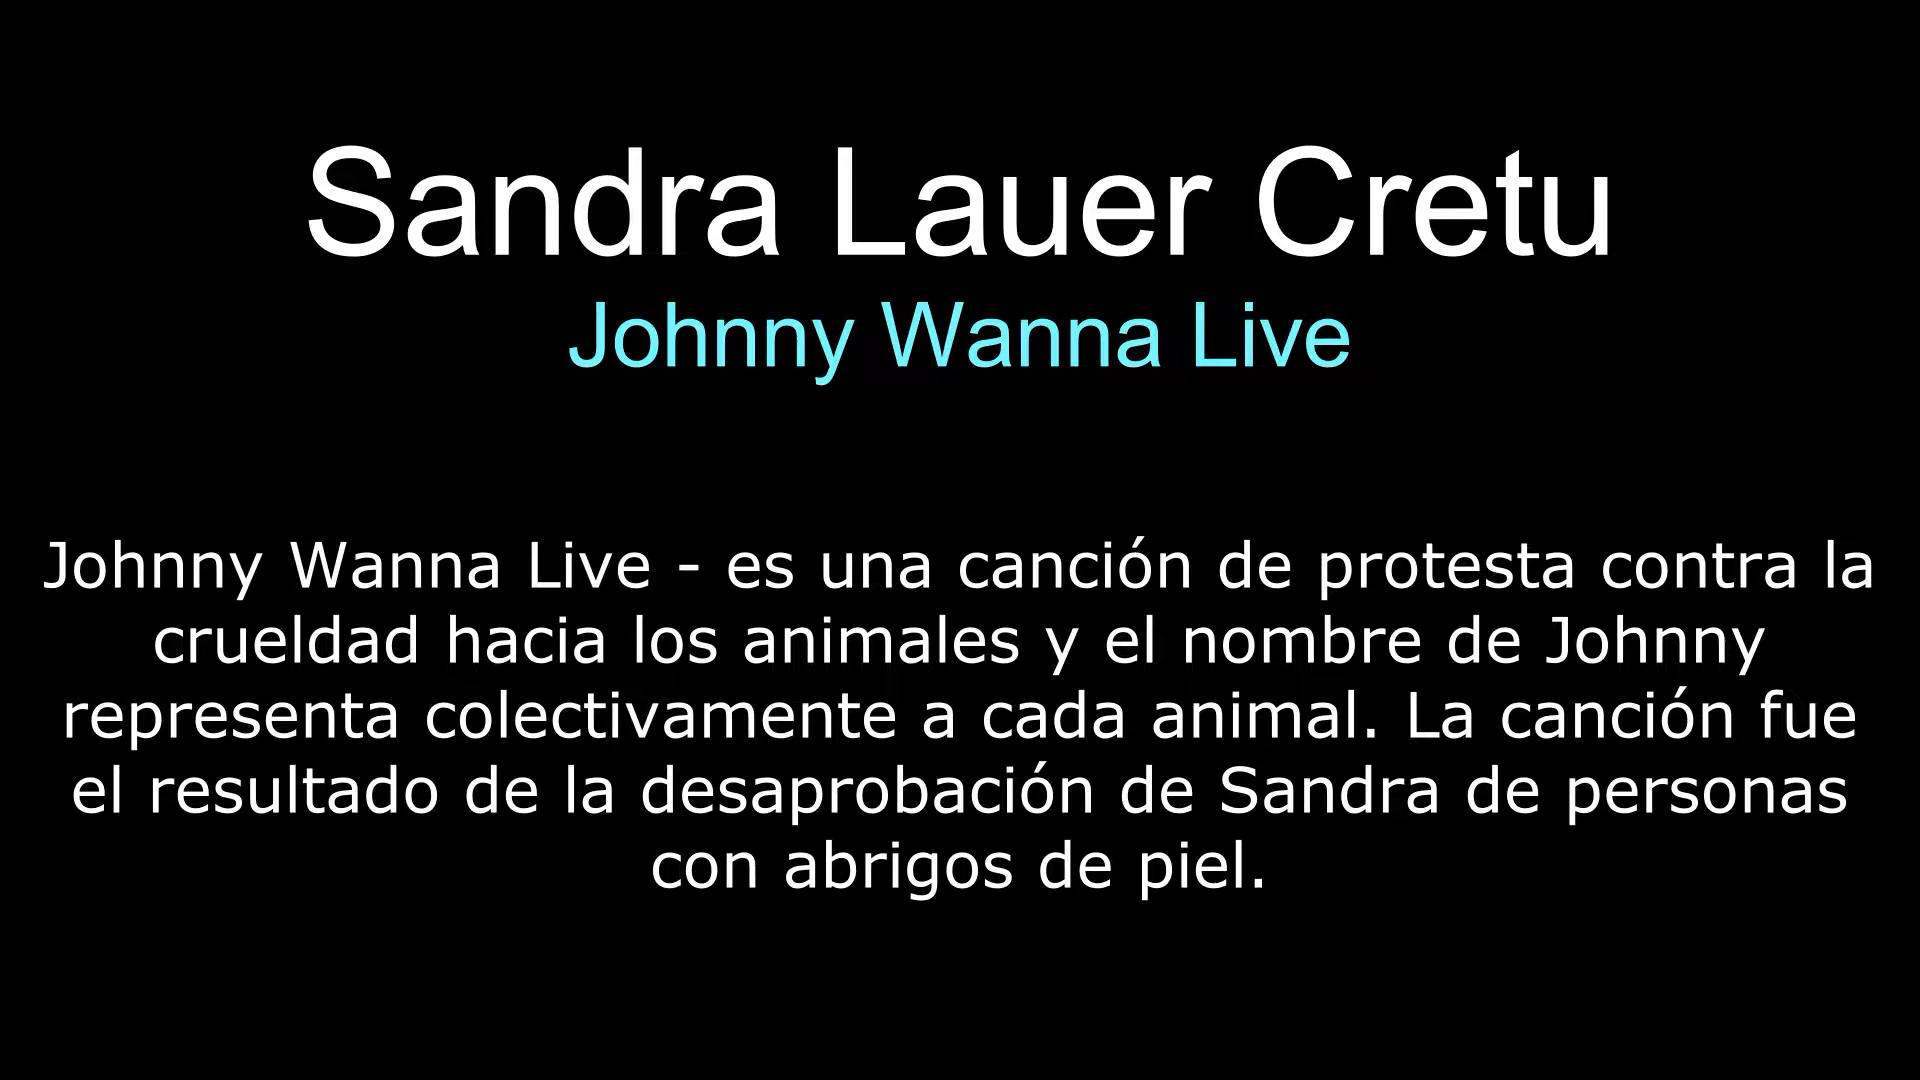 Sandra Lauer Cretu
Johnny Wanna Live
Johnny Wanna Live - es una canción de protesta contra la
crueldad hacia los animales y el nombre de Johnny
representa colectivamente a cada animal. La canción fue
el resultado de la desaprobación de Sandra de personas
con abrigos de piel.